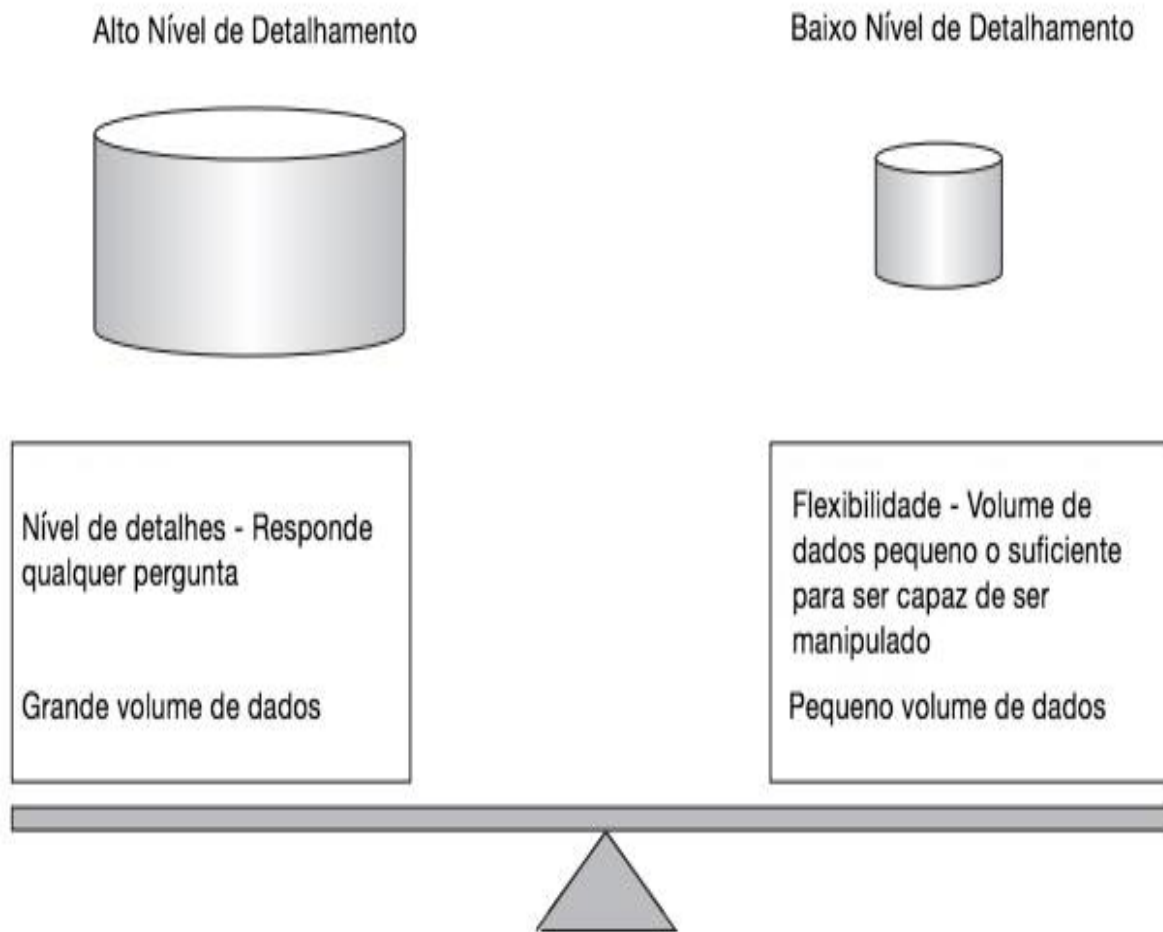 Alto Nível de Detalhamento
Baixo Nível de Detalhamento
Nível de detalhes - Responde
qualquer pergunta
Grande volume de dados
Flexibilidade - Volume de
dados pequeno o suficiente
para ser capaz de ser
manipulado
Pequeno volume de dados